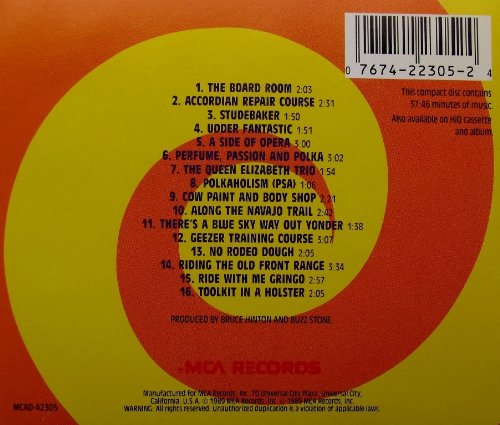 0 7674-22305-2 4
This compact disc contains
37:46 minutes of music.
Also available on HiQ cassette
and album.
1. THE BOARD ROOM 2:03
2. ACCORDIAN REPAIR COURSE 2:31
3. STUDEBAKER 1:50
4. UDDER FANTASTIC 1:51
5. A SIDE OF OPERA 3:00
6. PERFUME, PASSION AND POLKA 3:02
7. THE QUEEN ELIZABETH TRIO 1:54
8. POLKAHOLISM (PSA) 1:06
9. COW PAINT AND BODY SHOP 2:21
10. ALONG THE NAVAJO TRAIL 2:42
11. THERE'S A BLUE SKY WAY OUT YONDER 1:38
12. GEEZER TRAINING COURSE 3:07
13. NO RODEO DOUGH 2:05
14. RIDING THE OLD FRONT RANGE 3:34
15. RIDE WITH ME GRINGO 2:57
16. TOOLKIT IN A HOLSTER 2:05
PRODUCED BY BRUCE HINTON AND BUZZ STONE.
MCA RECORDS
Manufactured for MCA Records, Inc. 70 Universal City Plaza, Universal City,
California. U.S.A. ℗ 1989 MCA Records, Inc. © 1989 MCA Records, Inc.
WARNING: All rights reserved. Unauthorized duplication is a violation of applicable laws.
MCAD-42305